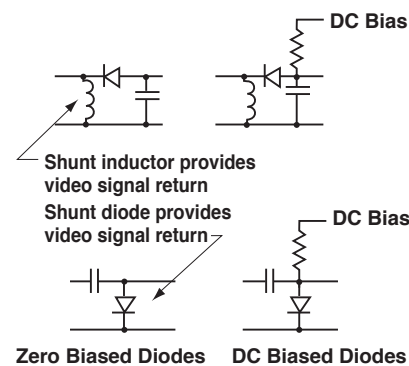 DC Bias
Shunt inductor provides
video signal return
Shunt diode provides
video signal return
DC Bias
Zero Biased Diodes
DC Biased Diodes